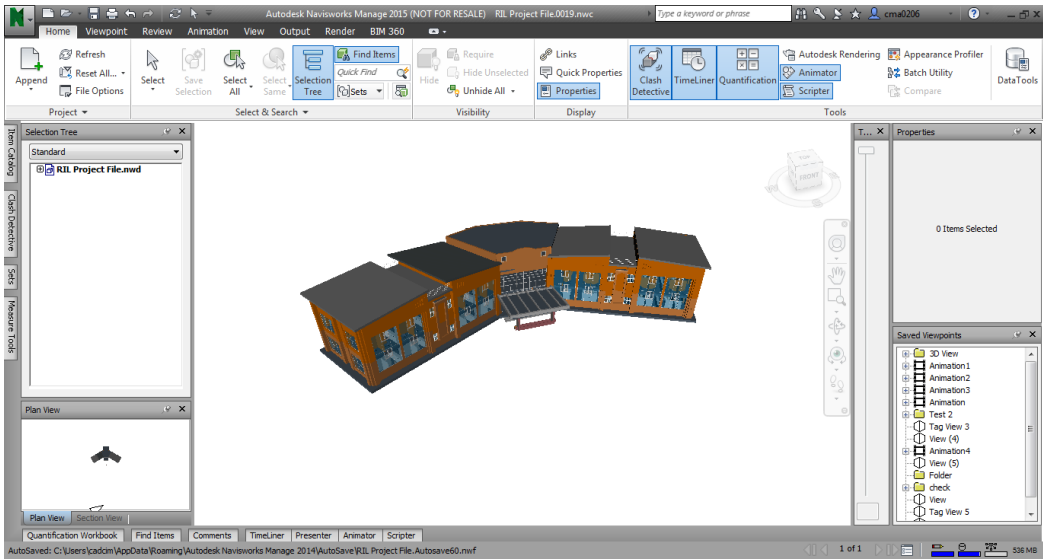 Autodesk Navisworks Manage 2015 (NOT FOR RESALE) RIL Project File.0019.nwc
Type a keyword or phrase
cma0206
Home Viewpoint Review Animation View Output Render BIM 360
Append
Refresh
Reset All...
File Options
Project
Select
Save Selection
Select All
Select Same
Selection Tree
Find Items
Quick Find
Sets
Select & Search
Hide
Require
Hide Unselected
Unhide All
Visibility
Links
Quick Properties
Properties
Display
Clash Detective
TimeLiner
Quantification
Autodesk Rendering
Animator
Scripter
Appearance Profiler
Batch Utility
Compare
DataTools
Tools
Item Catalog
Clash Detective
Sets
Measure Tools
Selection Tree
Standard
RIL Project File.nwd
Plan View
Plan View Section View
FRONT
T...
Properties
0 Items Selected
Saved Viewpoints
3D View
Animation1
Animation2
Animation3
Animation
Test 2
Tag View 3
View (4)
Animation4
View (5)
Folder
check
View
Tag View 5
Quantification Workbook Find Items Comments TimeLiner Presenter Animator Scripter
AutoSaved: C:\Users\cadcim\AppData\Roaming\Autodesk Navisworks Manage 2014\AutoSave\RIL Project File.Autosave60.nwf
1 of 1
536 MB